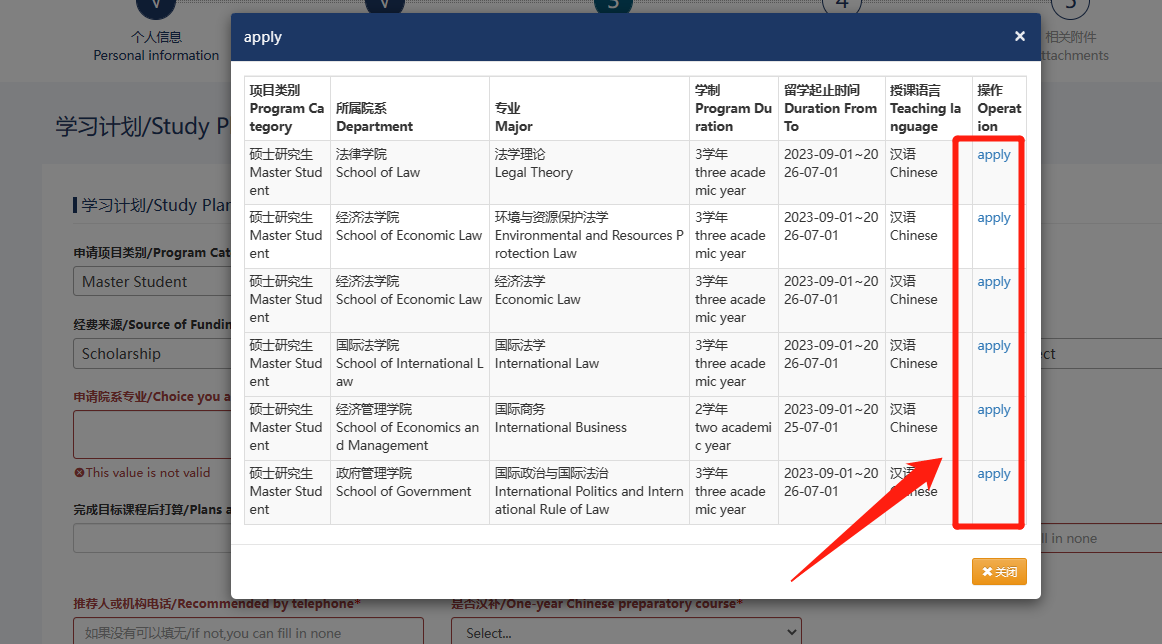 √
√
3
4
5
个人信息
Personal information
相关附件
ttachments
apply
×
学习计划/Study P
学习计划/Study Plan
申请项目类别/Program Cat
Master Student
经费来源/Source of Fundin
Scholarship
ct
申请院系专业/Choice you a
This value is not valid
完成目标课程后打算/Plans a
ll in none
项目类别
Program Ca
tegory
所属院系
Department
专业
Major
学制
Program Du
ration
留学起止时间
Duration From
To
授课语言
Teaching la
nguage
操作
Operat
ion
硕士研究生
Master Stud
ent
法律学院
School of Law
法学理论
Legal Theory
3学年
three acade
mic year
2023-09-01~20
26-07-01
汉语
Chinese
apply
硕士研究生
Master Stud
ent
经济法学院
School of Economic Law
环境与资源保护法学
Environmental and Resources P
rotection Law
3学年
three acade
mic year
2023-09-01~20
26-07-01
汉语
Chinese
apply
硕士研究生
Master Stud
ent
经济法学院
School of Economic Law
经济法学
Economic Law
3学年
three acade
mic year
2023-09-01~20
26-07-01
汉语
Chinese
apply
硕士研究生
Master Stud
ent
国际法学院
School of International L
aw
国际法学
International Law
3学年
three acade
mic year
2023-09-01~20
26-07-01
汉语
Chinese
apply
硕士研究生
Master Stud
ent
经济管理学院
School of Economics an
d Management
国际商务
International Business
2学年
two academi
c year
2023-09-01~20
25-07-01
汉语
Chinese
apply
硕士研究生
Master Stud
ent
政府管理学院
School of Government
国际政治与国际法治
International Politics and Intern
ational Rule of Law
3学年
three acade
mic year
2023-09-01~20
26-07-01
汉语
Chinese
apply
✖ 关闭
推荐人或机构电话/Recommended by telephone*
如果没有可以填无/if not,you can fill in none
是否汉补/One-year Chinese preparatory course*
Select...